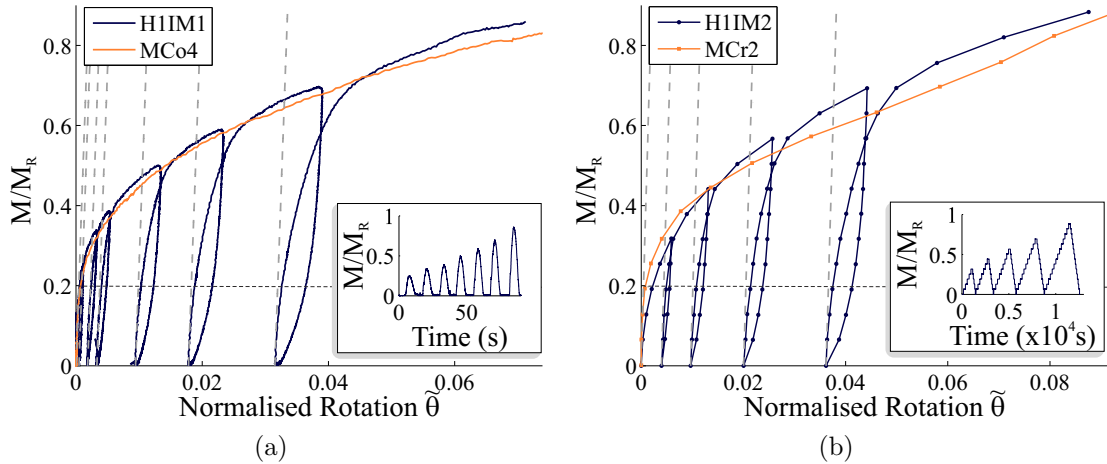 H1IM1
MCo4
0.8
0.6
0.4
0.2
0
M/M_R
0 0.02 0.04 0.06
Normalised Rotation θ̃
1
0.5
0
M/M_R
50
Time (s)
(a)
H1IM2
MCr2
0.8
0.6
0.4
0.2
0
M/M_R
0 0.02 0.04 0.06 0.08
Normalised Rotation θ̃
1
0.5
0
M/M_R
0 0.5 1
Time (x10⁴s)
(b)